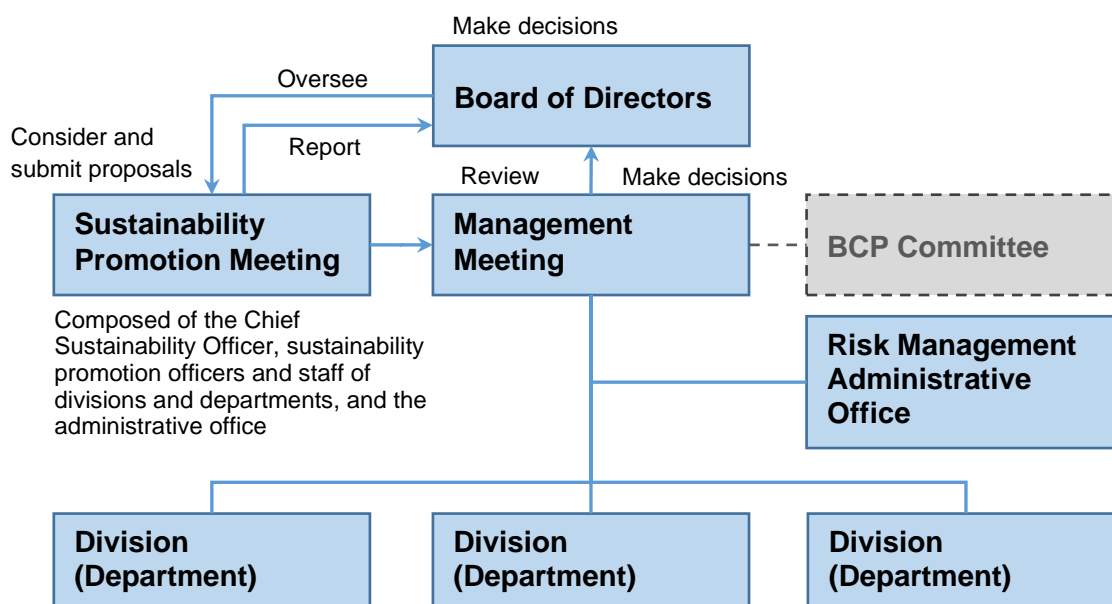 Make decisions
Oversee
Board of Directors
Consider and
submit proposals
Report
Review
Make decisions
Sustainability
Promotion Meeting
Management
Meeting
BCP Committee
Composed of the Chief
Sustainability Officer, sustainability
promotion officers and staff of
divisions and departments, and the
administrative office
Risk Management
Administrative
Office
Division
(Department)
Division
(Department)
Division
(Department)